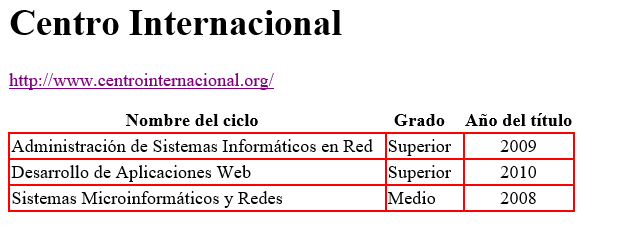 Centro Internacional
http://www.centrointernacional.org/
Nombre del ciclo Grado Año del título
Administración de Sistemas Informáticos en Red Superior 2009
Desarrollo de Aplicaciones Web Superior 2010
Sistemas Microinformáticos y Redes Medio 2008